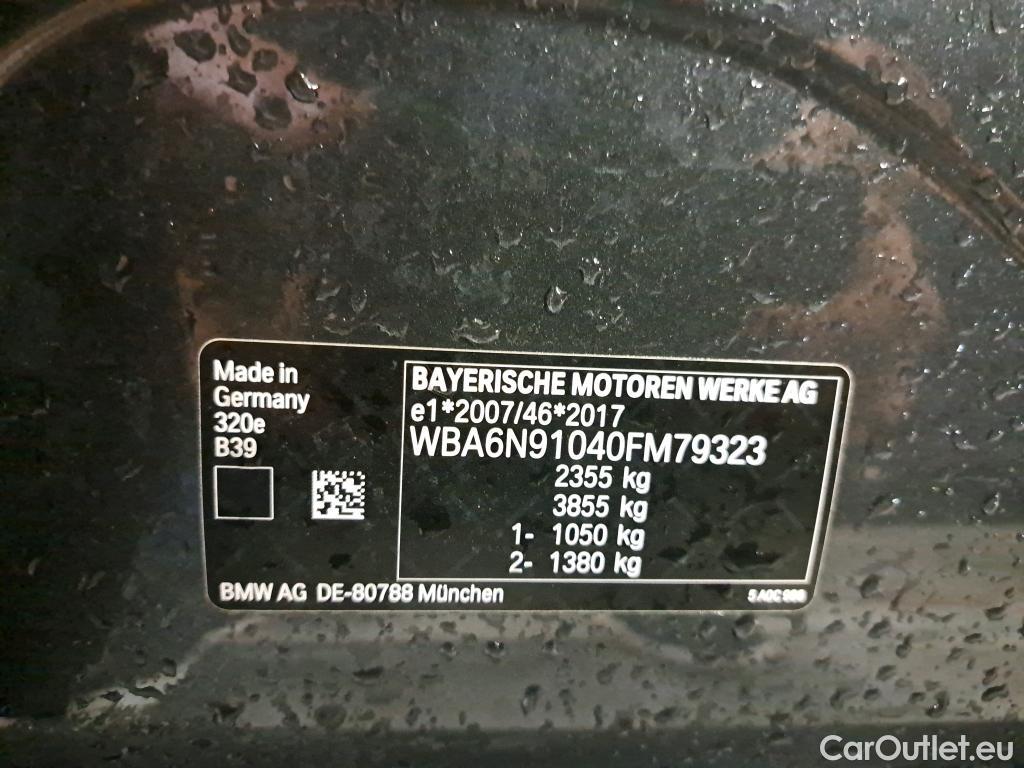 Made in
Germany
320e
B39
BAYERISCHE MOTOREN WERKE AG
e1*2007/46*2017
WBA6N91040FM79323
2355 kg
3855 kg
1- 1050 kg
2- 1380 kg
BMW AG DE-80788 München
CarOutlet.eu